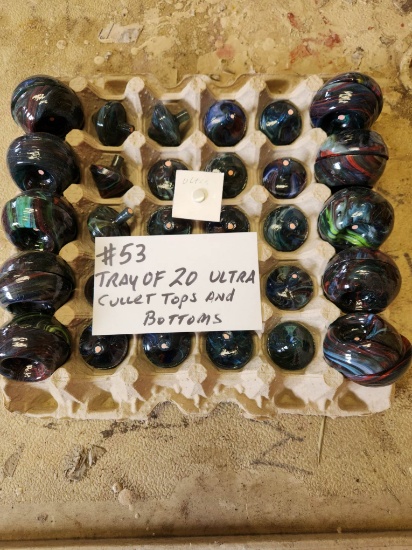 #53
TRAY OF 20 ULTRA
CULLET TOPS AND
BOTTOMS